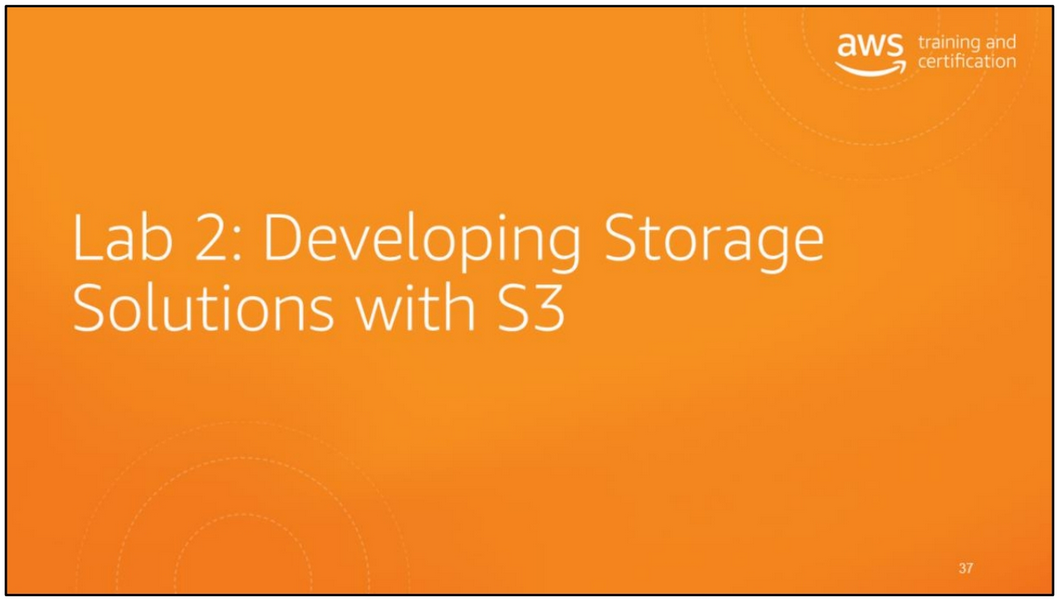 aws training and
certification
Lab 2: Developing Storage
Solutions with S3
37